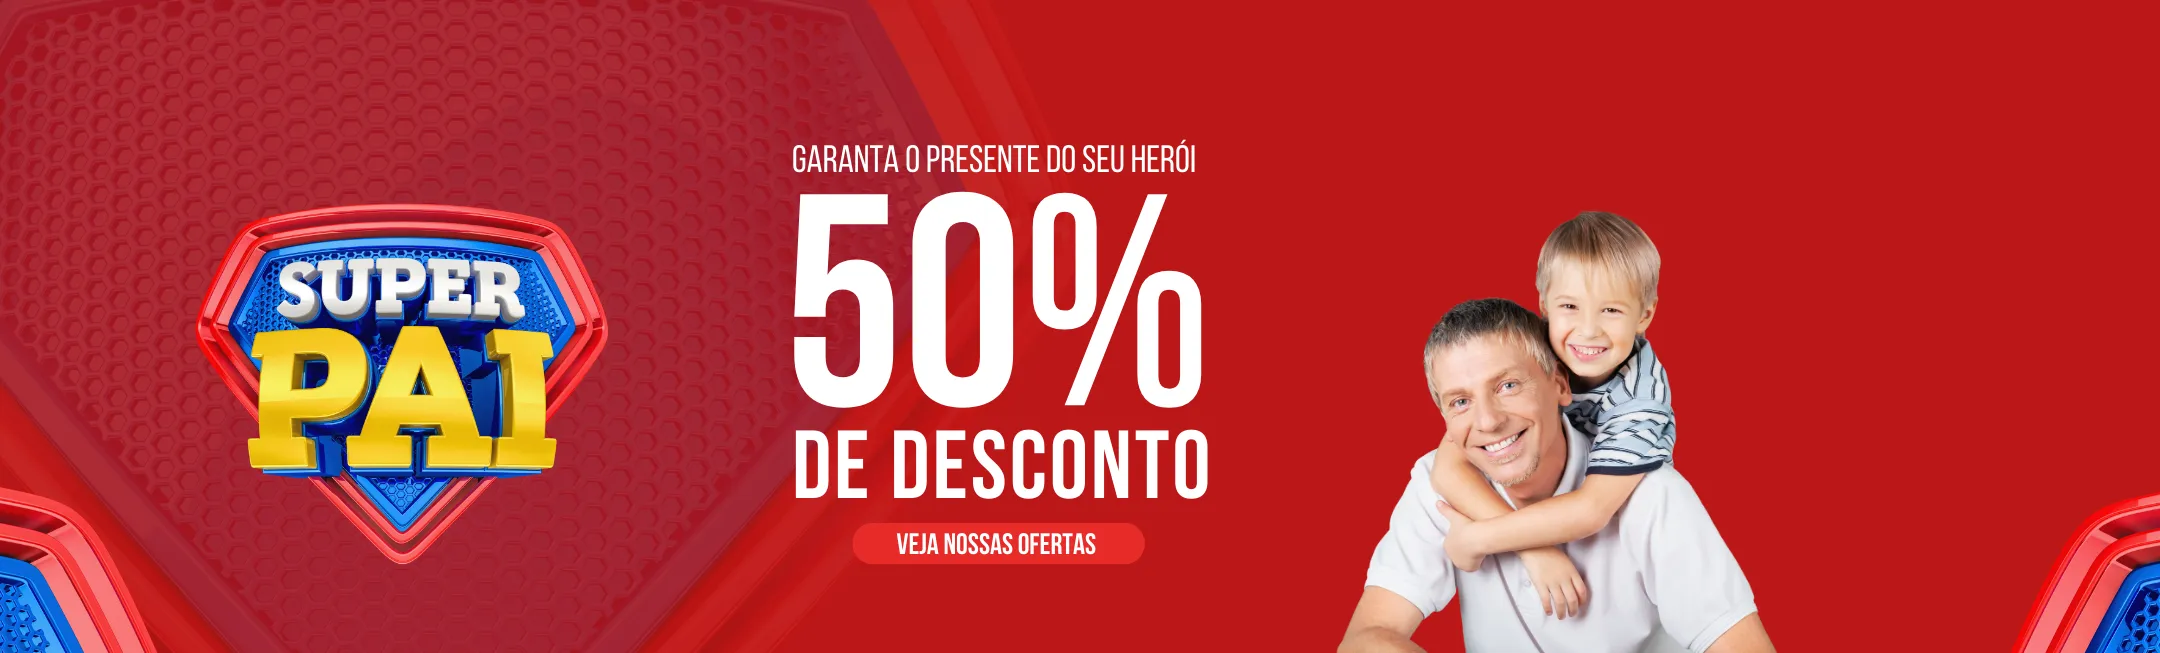 SUPER
PAI
GARANTA O PRESENTE DO SEU HERÓI
50%
DE DESCONTO
VEJA NOSSAS OFERTAS